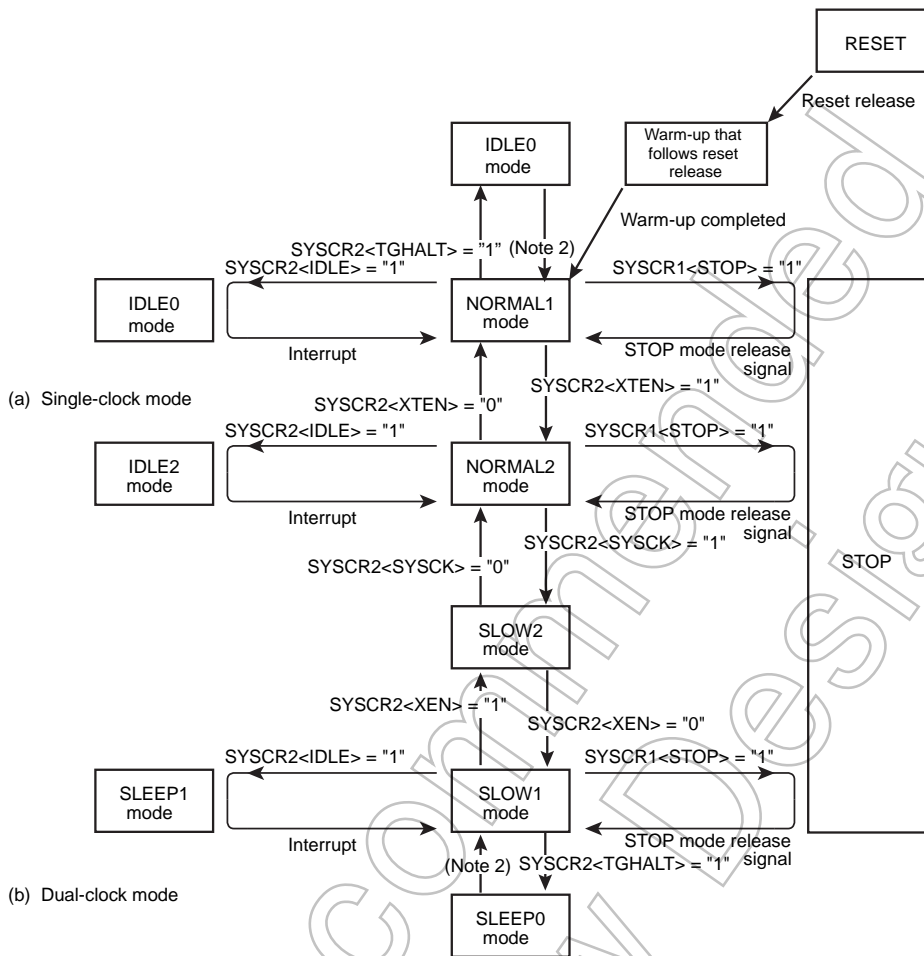 RESET
Reset release
IDLE0
mode
Warm-up that
follows reset
release
Warm-up completed
SYSCR2<TGHALT> = "1"
(Note 2)
SYSCR2<IDLE> = "1"
SYSCR1<STOP> = "1"
IDLE0
mode
NORMAL1
mode
Interrupt
STOP mode release
signal
SYSCR2<XTEN> = "1"
(a) Single-clock mode
SYSCR2<XTEN> = "0"
SYSCR2<IDLE> = "1"
SYSCR1<STOP> = "1"
IDLE2
mode
NORMAL2
mode
Interrupt
STOP mode release
signal
SYSCR2<SYSCK> = "1"
SYSCR2<SYSCK> = "0"
STOP
SLOW2
mode
SYSCR2<XEN> = "1"
SYSCR2<XEN> = "0"
SYSCR2<IDLE> = "1"
SYSCR1<STOP> = "1"
SLEEP1
mode
SLOW1
mode
Interrupt
STOP mode release
signal
(Note 2)
SYSCR2<TGHALT> = "1"
(b) Dual-clock mode
SLEEP0
mode
commended
Design